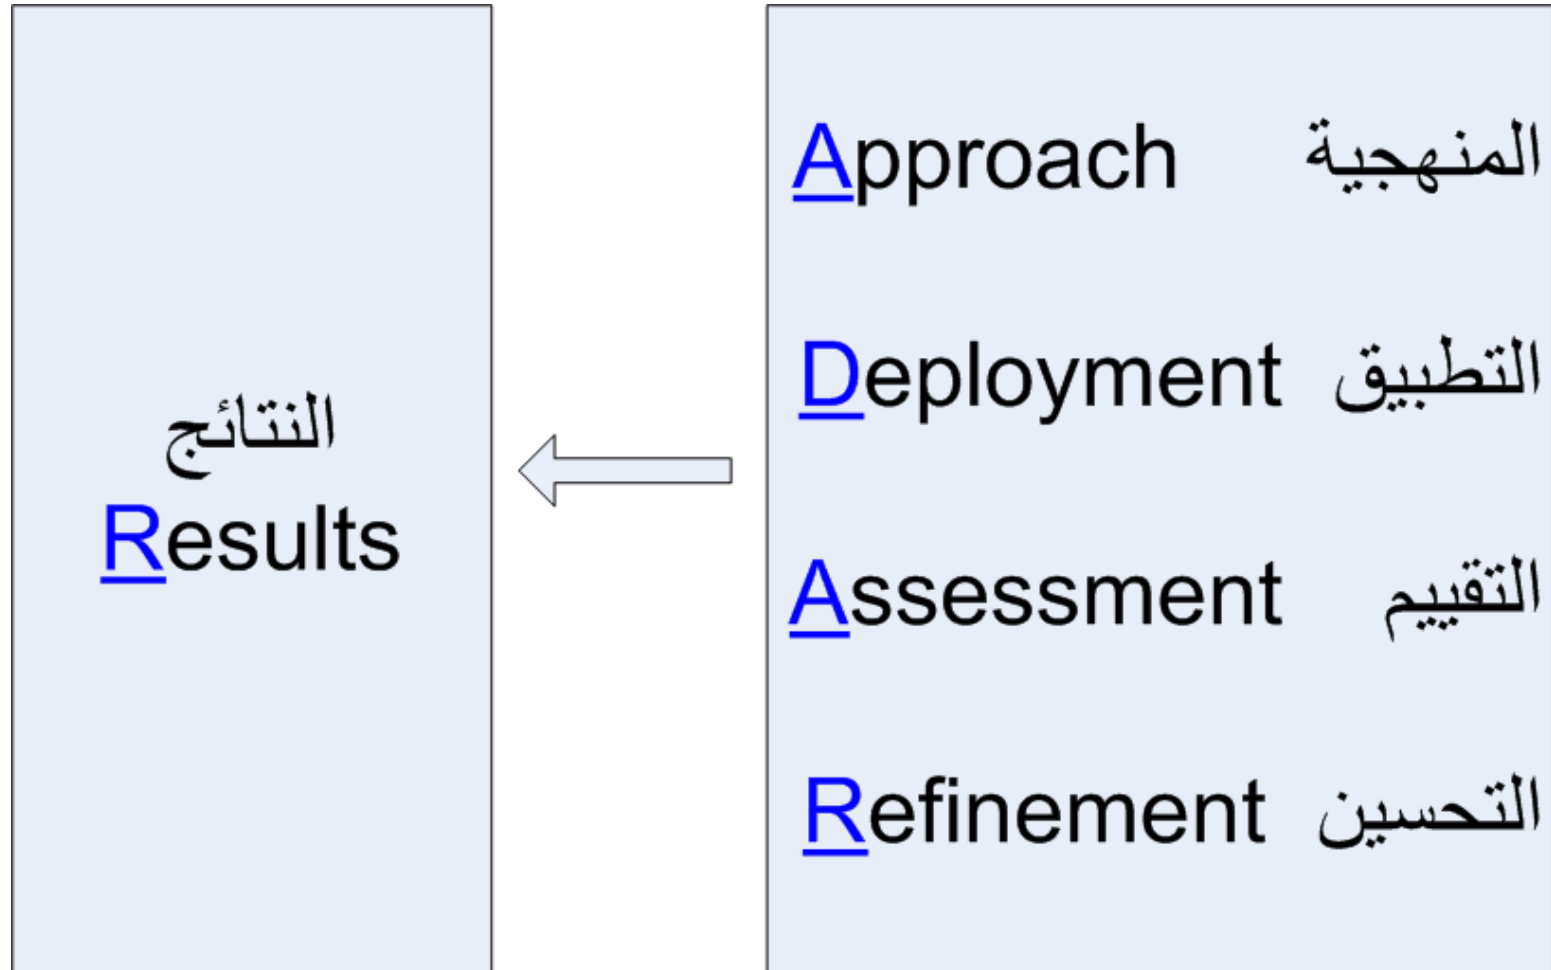 Approach المنهجية
Deployment التطبيق
Assessment التقييم
Refinement التحسين
النتائج
Results